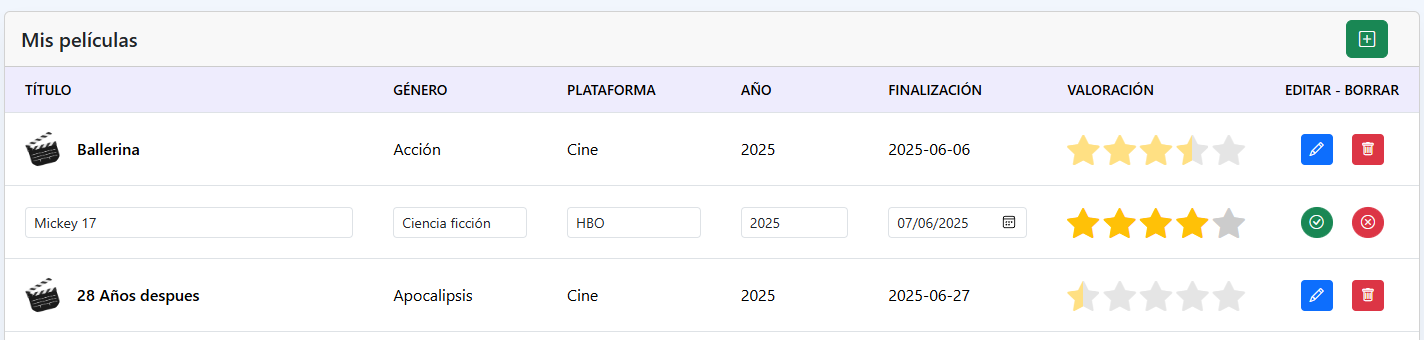 Mis películas
TÍTULO GÉNERO PLATAFORMA AÑO FINALIZACIÓN VALORACIÓN EDITAR - BORRAR
Ballerina Acción Cine 2025 2025-06-06
Mickey 17 Ciencia ficción HBO 2025 07/06/2025
28 Años despues Apocalipsis Cine 2025 2025-06-27